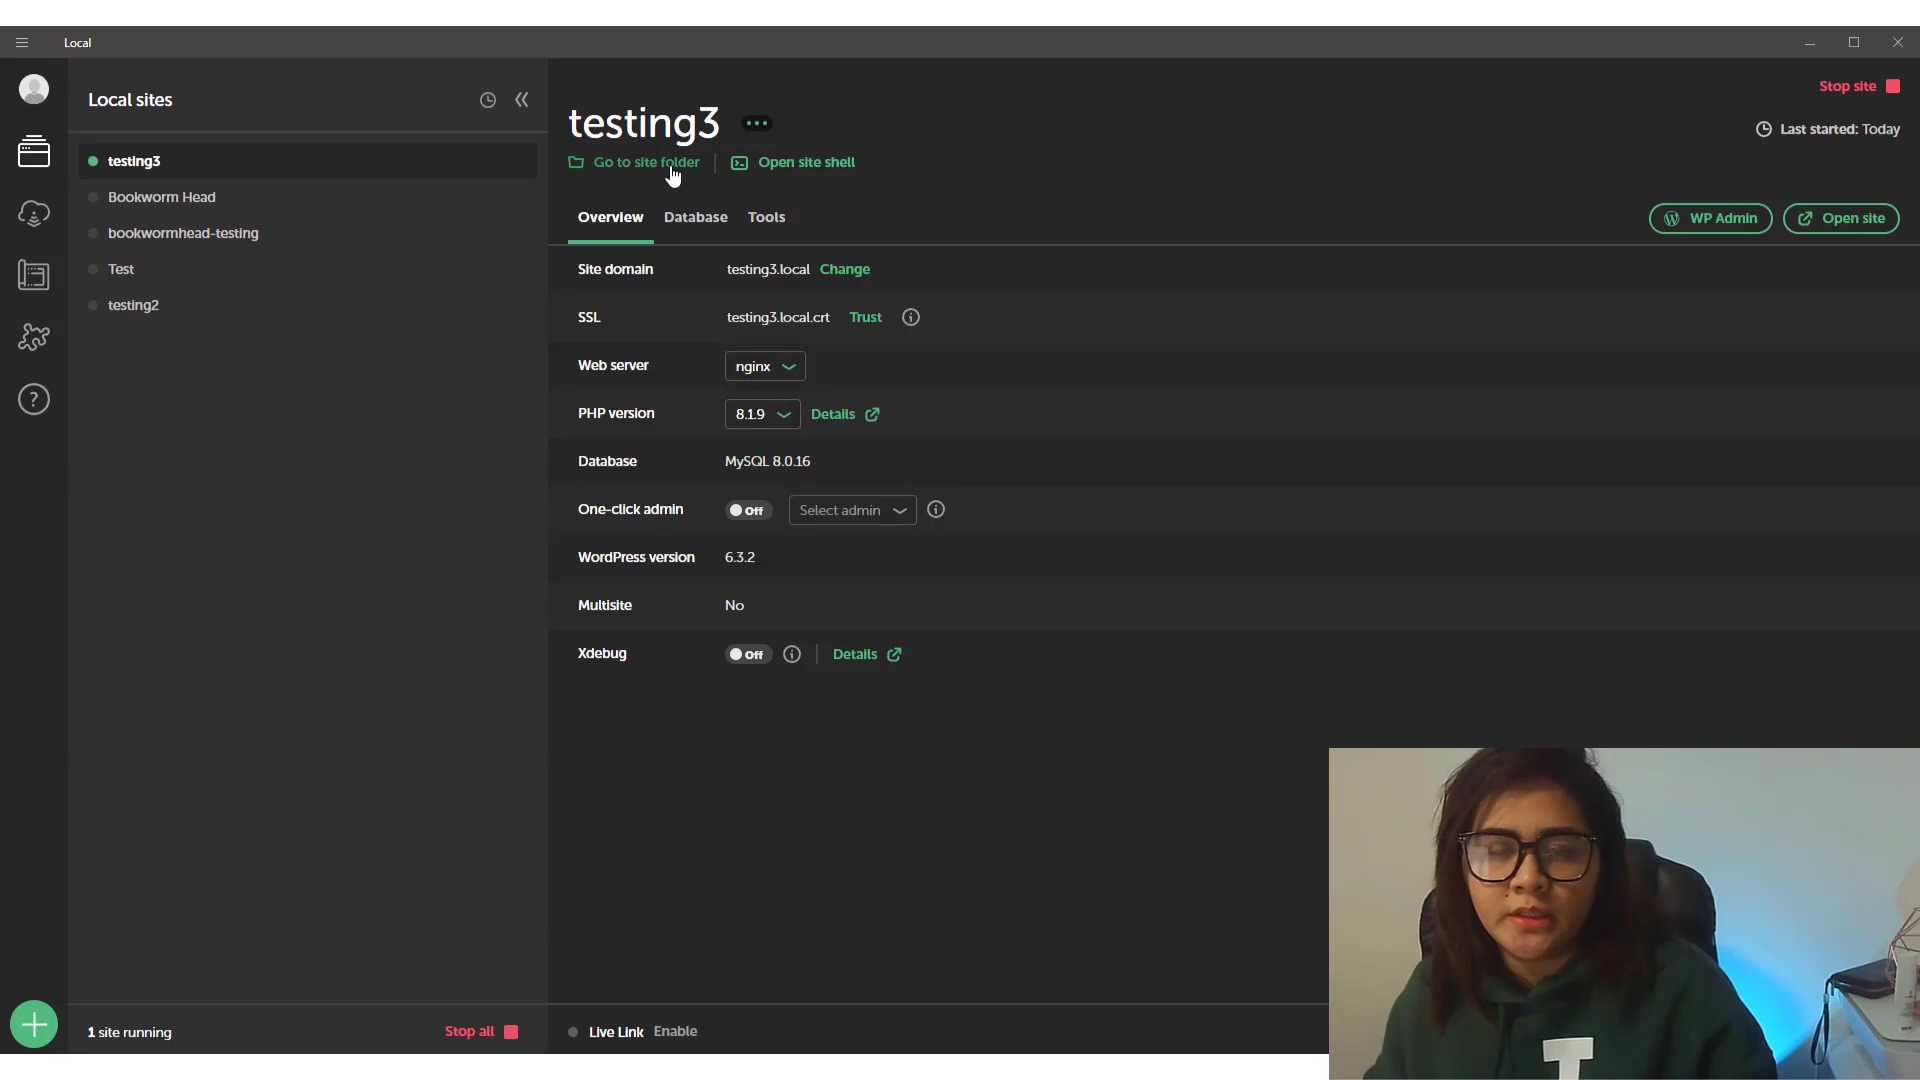 Local
Local sites
testing3
Bookworm Head
bookwormhead-testing
Test
testing2
1 site running
Stop all
Stop site
testing3
Last started: Today
Go to site folder
Open site shell
Overview Database Tools
WP Admin
Open site
Site domain testing3.local Change
SSL testing3.local.crt Trust
Web server nginx
PHP version 8.1.9 Details
Database MySQL 8.0.16
One-click admin Off Select admin
WordPress version 6.3.2
Multisite No
Xdebug Off Details
Live Link Enable